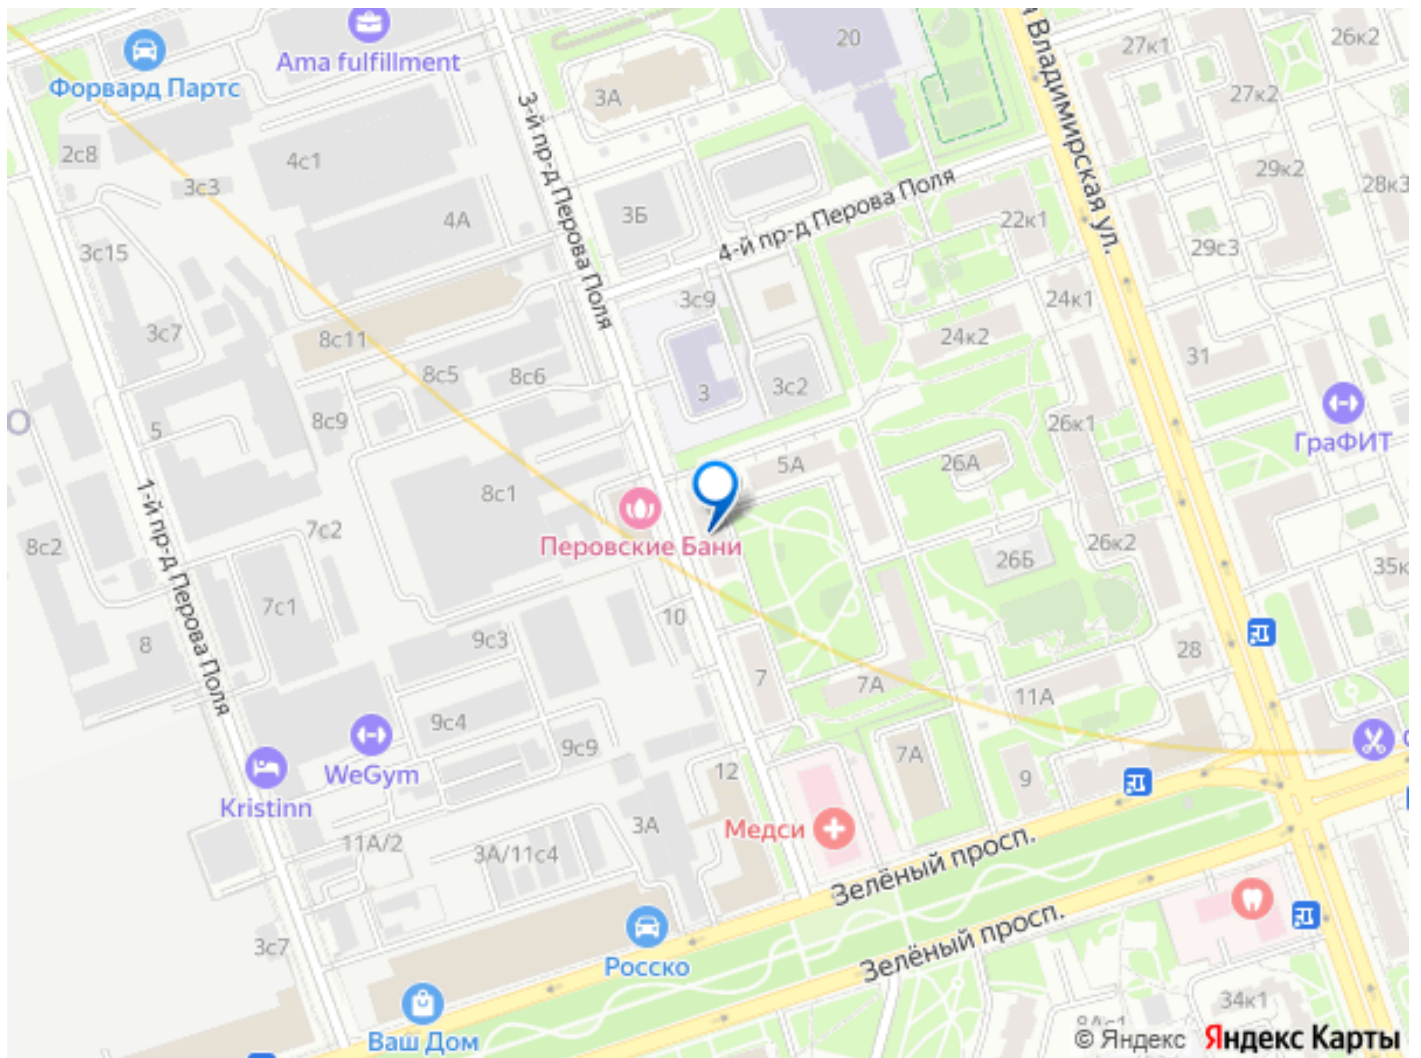 Ama fulfillment
Форвард Партс
20
27к1
26к2
3А
27к2
2с8
4с1
3-й пр-д Перова Поля
Владимирская ул.
3с3
29к2
28к3
4А
3Б
4-й пр-д Перова Поля
22к1
3с15
29с3
3с9
24к1
3с7
8с11
24к2
31
8с5
8с6
3
3с2
8с9
26к1
5
ГраФИТ
5А
26А
8с1
1-й пр-д Перова Поля
7с2
8с2
Перовские Бани
26к2
26Б
35к
7с1
10
9с3
8
28
7
7А
11А
9с4
9с9
WeGym
7А
12
9
Kristinn
3А
Медси
11А/2
3А/11с4
Зелёный просп.
Зелёный просп.
3с7
Росско
34к1
Ваш Дом
© Яндекс Яндекс Карты